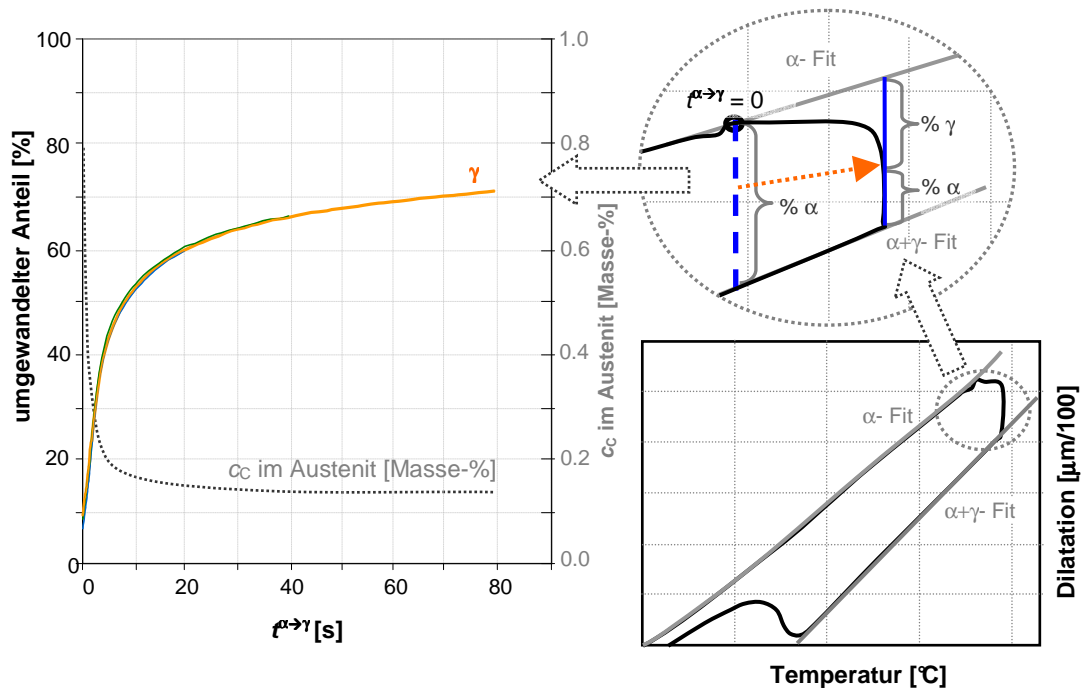 100
80
60
40
20
0
umgewandelter Anteil [%]
0
20
40
60
80
t^α→γ [s]
γ
c_C im Austenit [Masse-%]
1.0
0.8
0.6
0.4
0.2
0.0
c_C im Austenit [Masse-%]
α- Fit
t^α→γ = 0
% γ
% α
% α
α+γ- Fit
α- Fit
α+γ- Fit
Dilatation [μm/100]
Temperatur [°C]